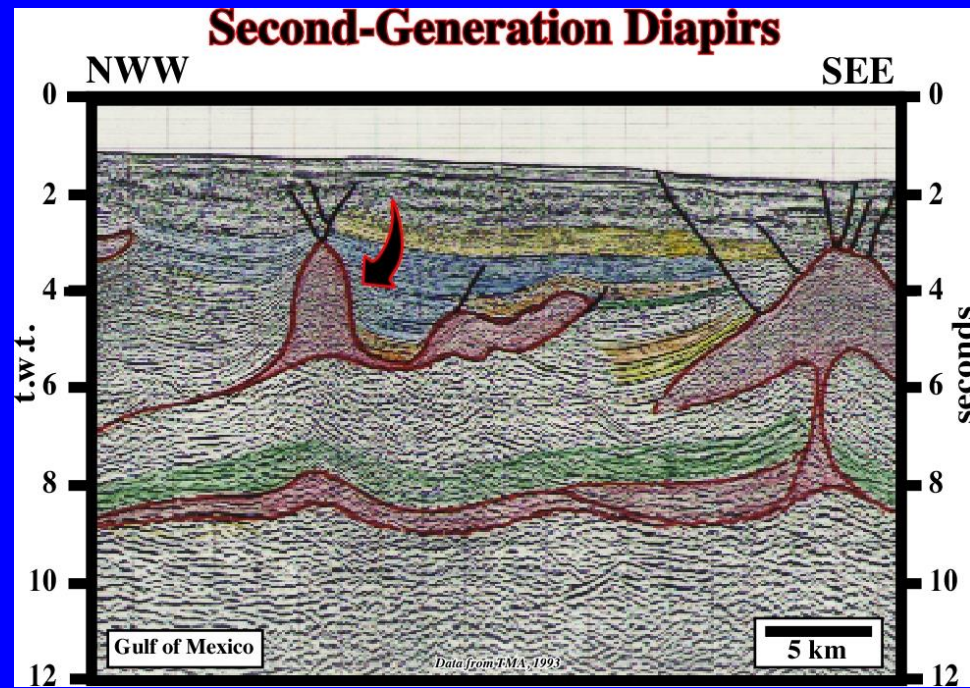 Second-Generation Diapirs
NWW
SEE
0
0
2
2
4
4
t.w.t.
seconds
6
6
8
8
10
10
Gulf of Mexico
Data from TMA, 1993
5 km
12
12